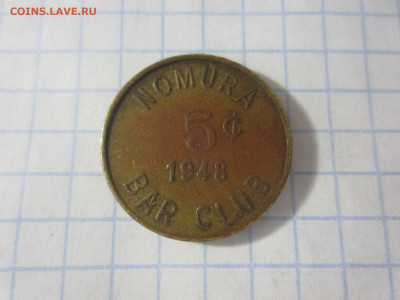 COINS.LAVE.RU
NOMURA
5¢
1948
BAR CLUB